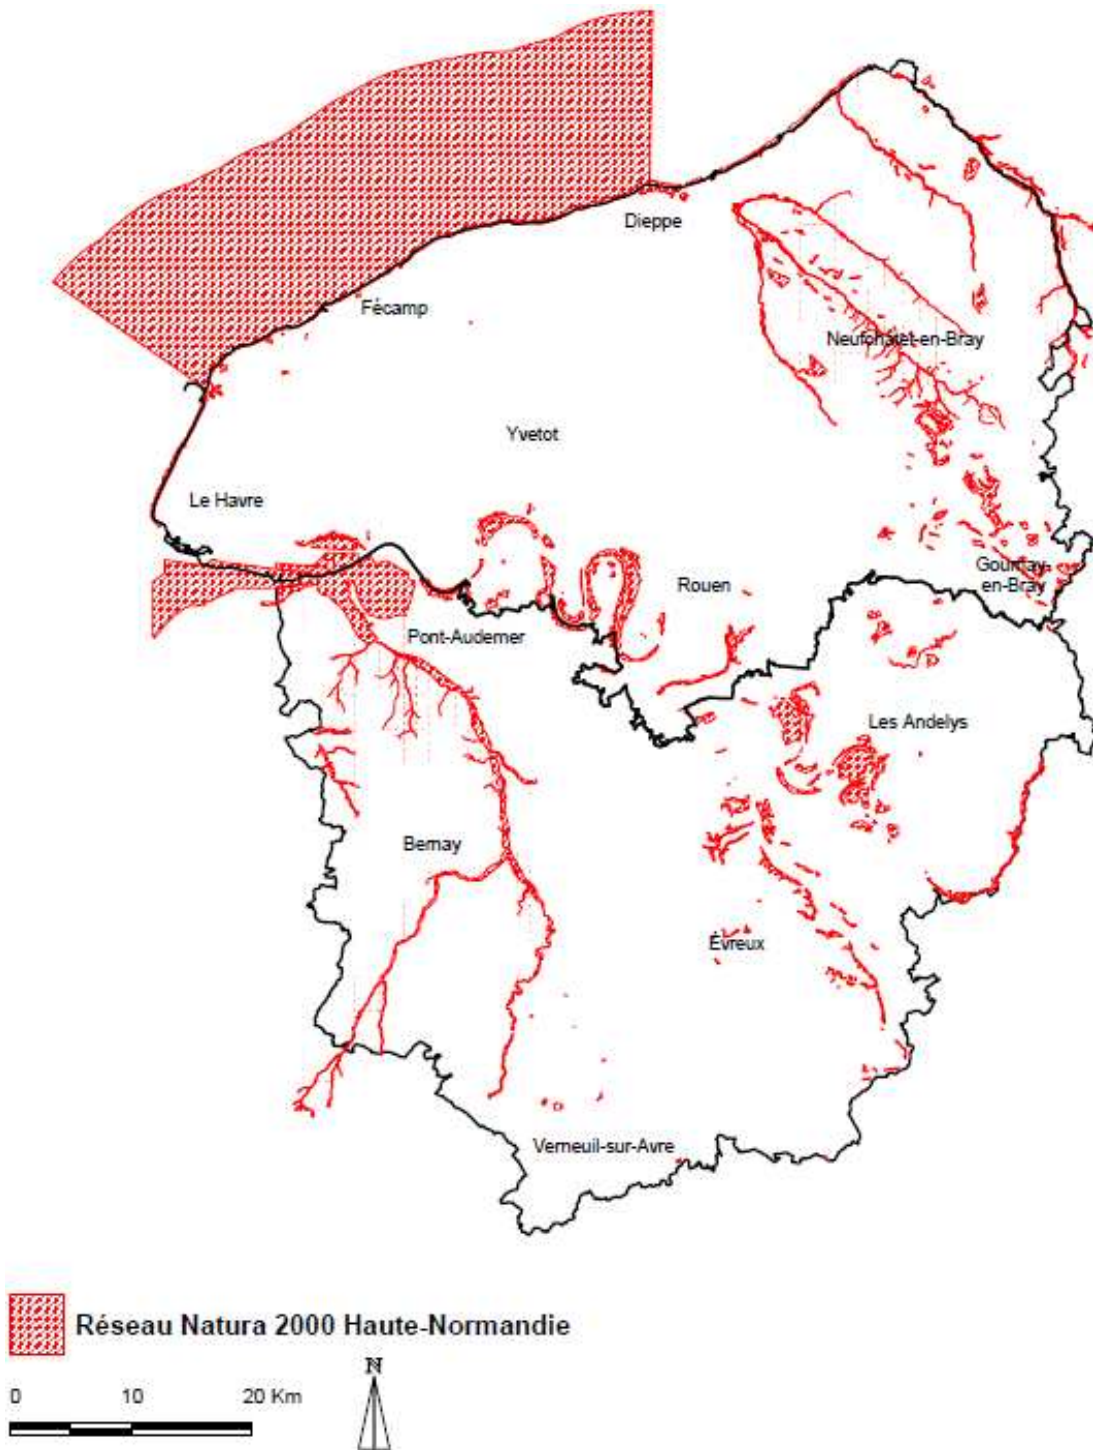 Dieppe
Fécamp
Neufchâtel-en-Bray
Yvetot
Le Havre
Rouen
Gournay-
en-Bray
Pont-Audemer
Les Andelys
Bernay
Évreux
Verneuil-sur-Avre
Réseau Natura 2000 Haute-Normandie
N
0 10 20 Km